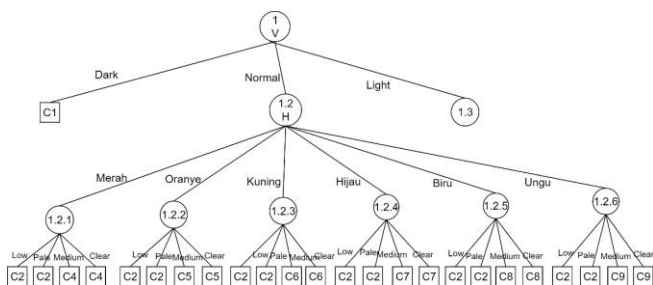 1
V
Dark
Normal
Light
C1
1.2
H
1.3
Merah
Oranye
Kuning
Hijau
Biru
Ungu
1.2.1
1.2.2
1.2.3
1.2.4
1.2.5
1.2.6
Low Pale Medium Clear Low Pale Medium Clear Low Pale Medium Clear Low Pale Medium Clear Low Pale Medium Clear Low Pale Medium Clear
C2 C2 C4 C4 C2 C2 C5 C5 C2 C2 C6 C6 C2 C2 C7 C7 C2 C2 C8 C8 C2 C2 C9 C9